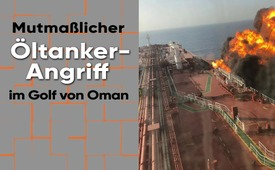 Mutmaßlicher
Öltanker-
Angriff
im Golf von Oman